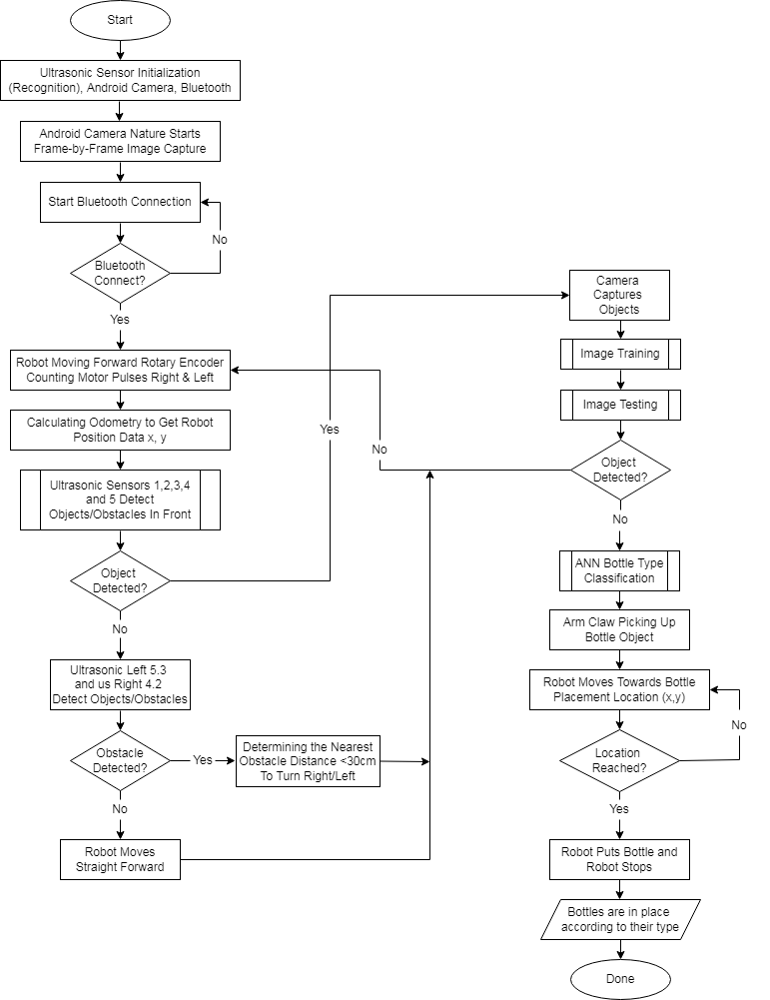 Start
Ultrasonic Sensor Initialization
(Recognition), Android Camera, Bluetooth
Android Camera Nature Starts
Frame-by-Frame Image Capture
Start Bluetooth Connection
No
Bluetooth
Connect?
Yes
Robot Moving Forward Rotary Encoder
Counting Motor Pulses Right & Left
Calculating Odometry to Get Robot
Position Data x, y
Ultrasonic Sensors 1,2,3,4
and 5 Detect
Objects/Obstacles In Front
Object
Detected?
Yes
No
Ultrasonic Left 5.3
and us Right 4.2
Detect Objects/Obstacles
Obstacle
Detected?
Yes
Determining the Nearest
Obstacle Distance <30cm
To Turn Right/Left
No
Robot Moves
Straight Forward
Camera
Captures
Objects
Image Training
Image Testing
Object
Detected?
No
No
ANN Bottle Type
Classification
Arm Claw Picking Up
Bottle Object
Robot Moves Towards Bottle
Placement Location (x,y)
No
Location
Reached?
Yes
Robot Puts Bottle and
Robot Stops
Bottles are in place
according to their type
Done